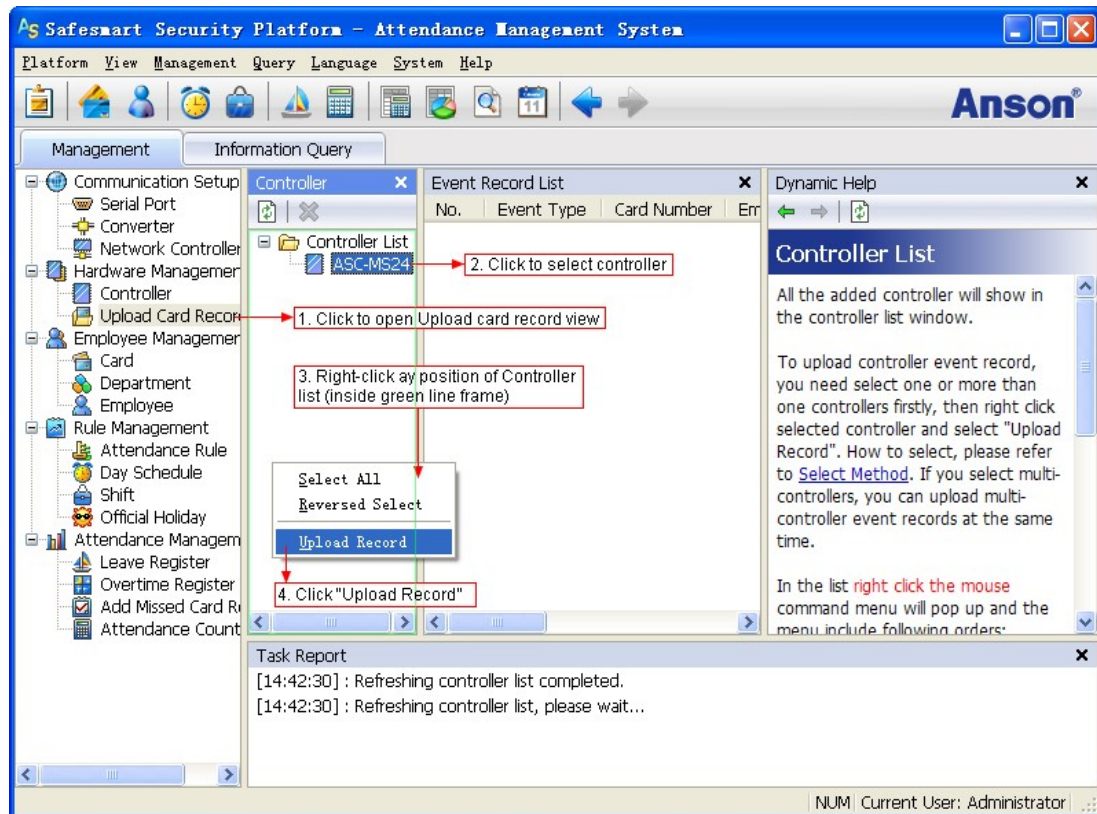 AS Safesmart Security Platform - Attendance Management System
Platform View Management Query Language System Help
11
Anson®
Management Information Query
Communication Setup
Serial Port
Converter
Network Controller
Hardware Managemen
Controller
Upload Card Recor
Employee Managemer
Card
Department
Employee
Rule Management
Attendance Rule
Day Schedule
Shift
Official Holiday
Attendance Managem
Leave Register
Overtime Register
Add Missed Card R
Attendance Count
Controller
Controller List
ASC-MS24
Event Record List
No. Event Type Card Number Em
2. Click to select controller
1. Click to open Upload card record view
3. Right-click ay position of Controller
list (inside green line frame)
Select All
Reversed Select
Upload Record
4. Click "Upload Record"
Dynamic Help
Controller List
All the added controller will show in
the controller list window.
To upload controller event record,
you need select one or more than
one controllers firstly, then right click
selected controller and select "Upload
Record". How to select, please refer
to Select Method. If you select multi-
controllers, you can upload multi-
controller event records at the same
time.
In the list right click the mouse
command menu will pop up and the
menu include following orders:
Task Report
[14:42:30] : Refreshing controller list completed.
[14:42:30] : Refreshing controller list, please wait...
NUM Current User: Administrator